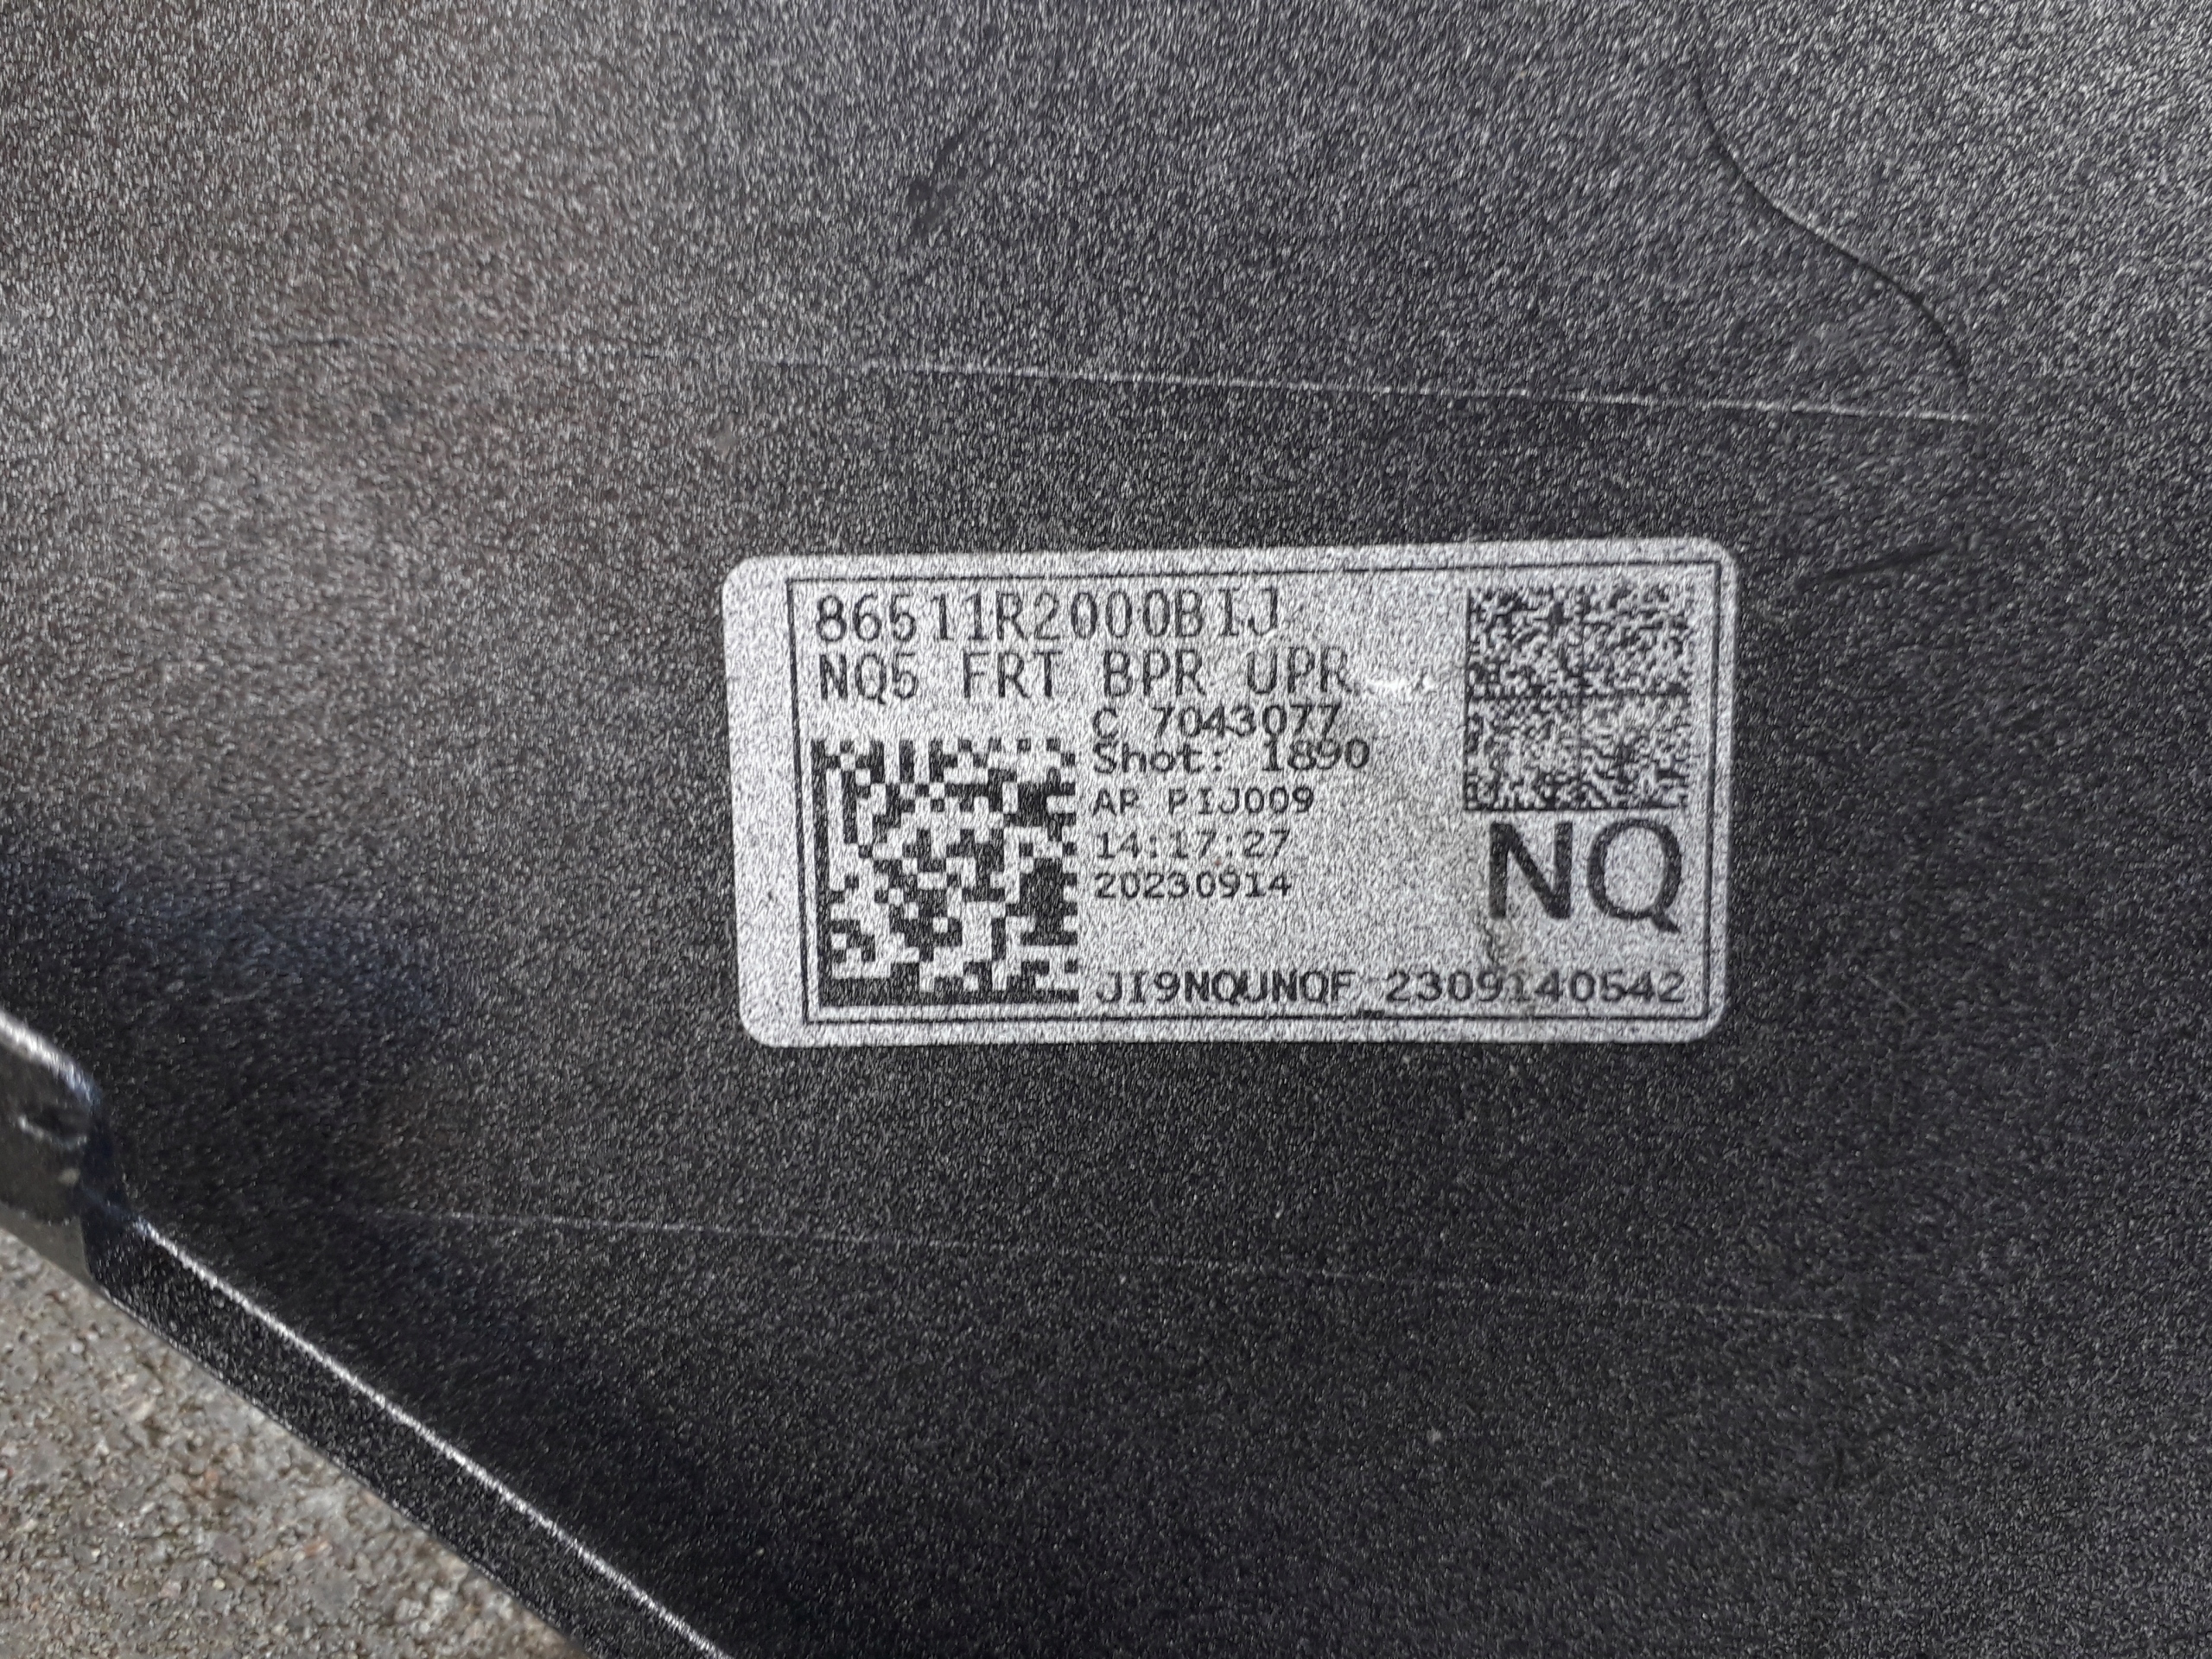 86511R2000BIJ
NQ5 FRT BPR UPR
C 7043077
Shot: 1890
AP PIJ009
14:17:27
20230914
NQ
JI9NQUNQF 2309140542